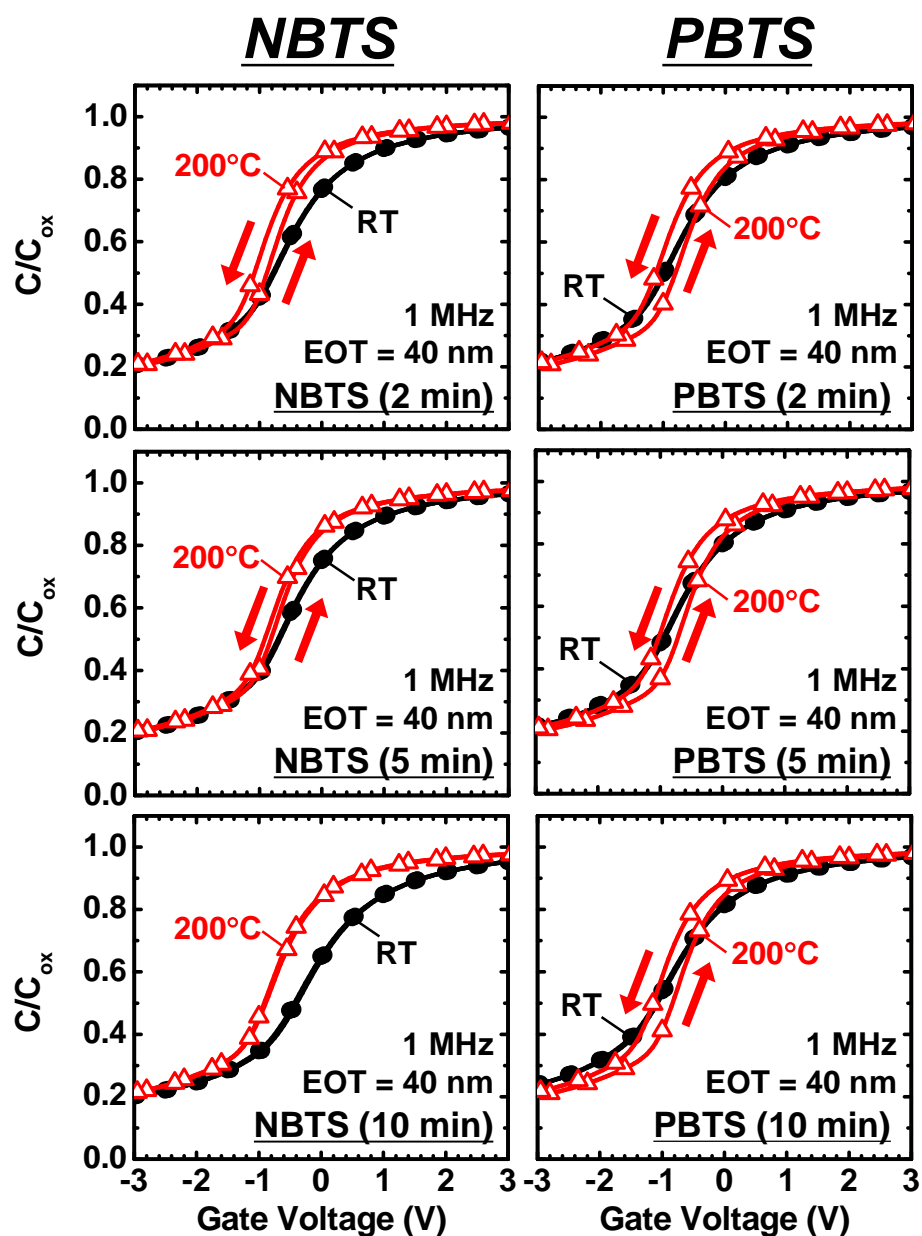 NBTS
PBTS
C/Cox
1.0
0.8
0.6
0.4
0.2
0.0
200°C
RT
1 MHz
EOT = 40 nm
NBTS (2 min)
200°C
RT
1 MHz
EOT = 40 nm
PBTS (2 min)
C/Cox
1.0
0.8
0.6
0.4
0.2
0.0
200°C
RT
1 MHz
EOT = 40 nm
NBTS (5 min)
200°C
RT
1 MHz
EOT = 40 nm
PBTS (5 min)
C/Cox
1.0
0.8
0.6
0.4
0.2
0.0
200°C
RT
1 MHz
EOT = 40 nm
NBTS (10 min)
-3 -2 -1 0 1 2 3
Gate Voltage (V)
200°C
RT
1 MHz
EOT = 40 nm
PBTS (10 min)
-3 -2 -1 0 1 2 3
Gate Voltage (V)